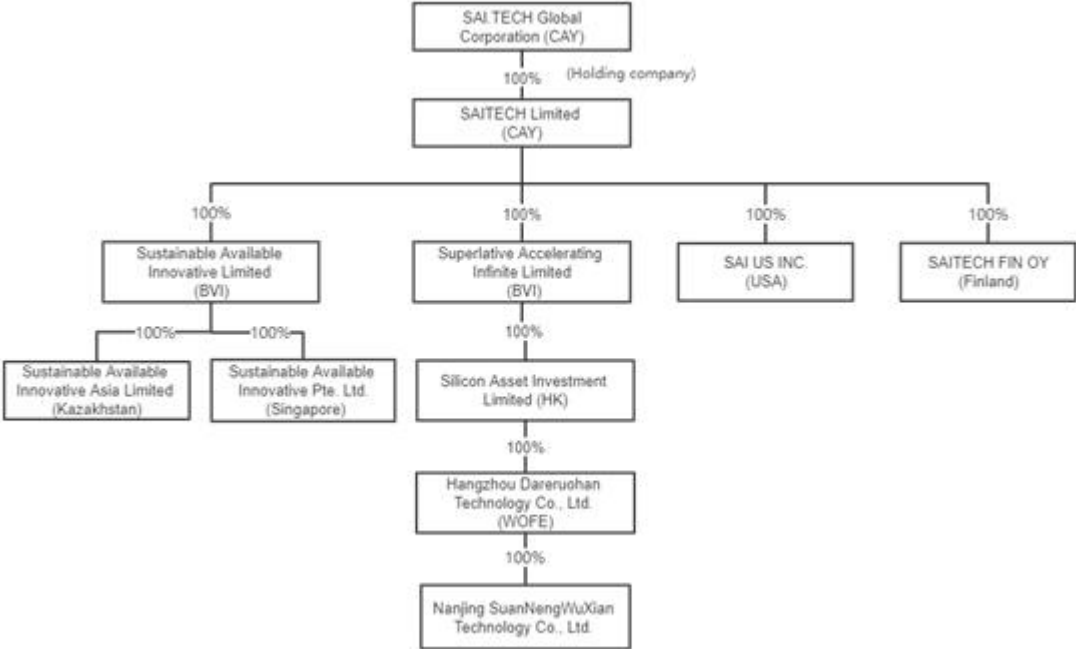 SAI.TECH Global
Corporation (CAY)
100%
(Holding company)
SAITECH Limited
(CAY)
100%
100%
100%
100%
Sustainable Available
Innovative Limited
(BVI)
Superlative Accelerating
Infinite Limited
(BVI)
SAI US INC.
(USA)
SAITECH FIN OY
(Finland)
100%
100%
100%
Sustainable Available
Innovative Asia Limited
(Kazakhstan)
Sustainable Available
Innovative Pte. Ltd.
(Singapore)
Silicon Asset Investment
Limited (HK)
100%
Hangzhou Dareruohan
Technology Co., Ltd.
(WOFE)
100%
Nanjing SuanNengWuXian
Technology Co., Ltd.